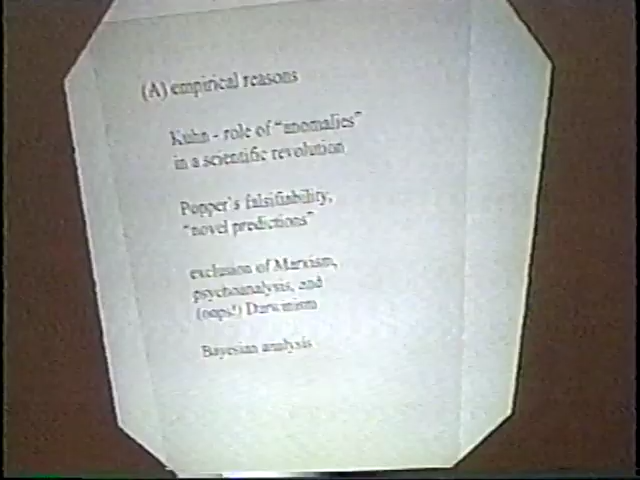 (A) empirical reasons
Kuhn - role of "anomalies"
in a scientific revolution
Popper's falsifiability;
"novel predictions"
exclusion of Marxism,
psychoanalysis, and
(oops!) Darwinism
Bayesian analysis